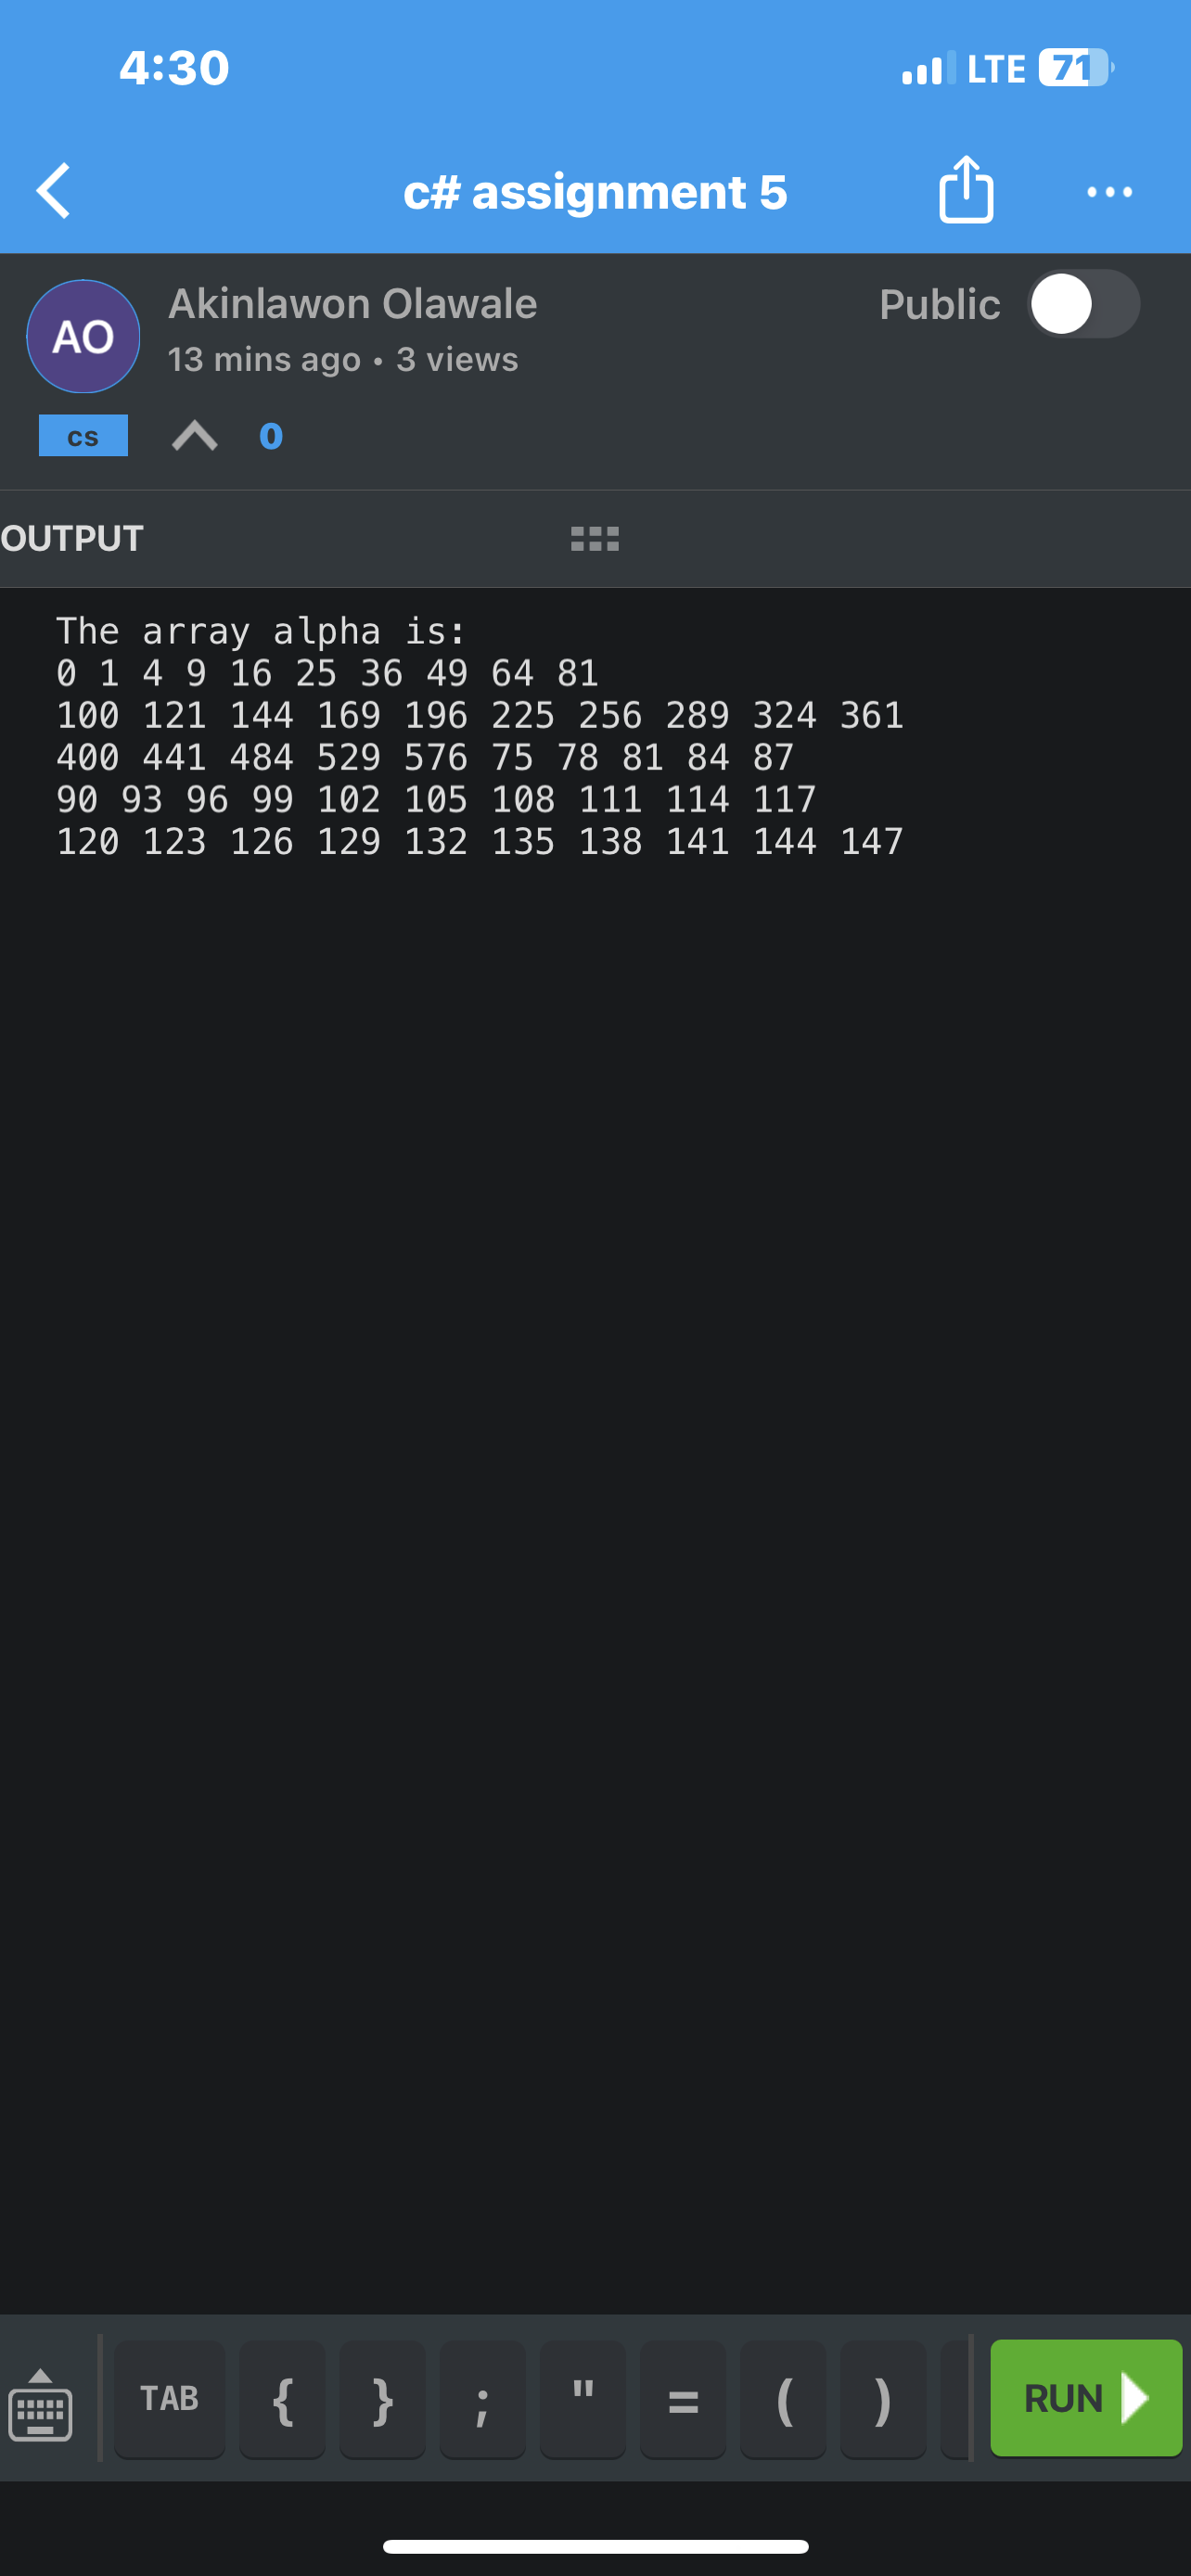 4:30 LTE 71
c# assignment 5
AO
Akinlawon Olawale
Public
13 mins ago • 3 views
cs 0
OUTPUT
The array alpha is:
0 1 4 9 16 25 36 49 64 81
100 121 144 169 196 225 256 289 324 361
400 441 484 529 576 75 78 81 84 87
90 93 96 99 102 105 108 111 114 117
120 123 126 129 132 135 138 141 144 147
TAB { } ; " = ( ) RUN